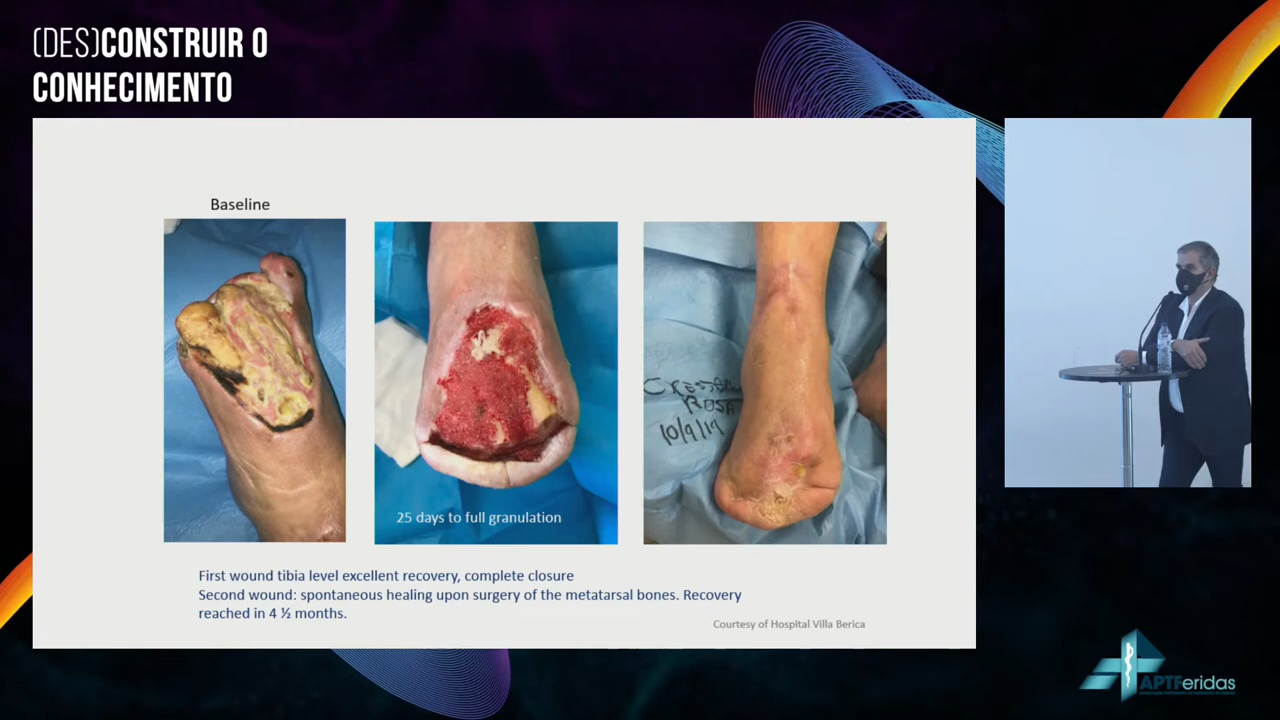 (DES)CONSTRUIR O
CONHECIMENTO
Baseline
25 days to full granulation
10/9/19
First wound tibia level excellent recovery, complete closure
Second wound: spontaneous healing upon surgery of the metatarsal bones. Recovery
reached in 4 ½ months.
Courtesy of Hospital Villa Berica
APTFeridas